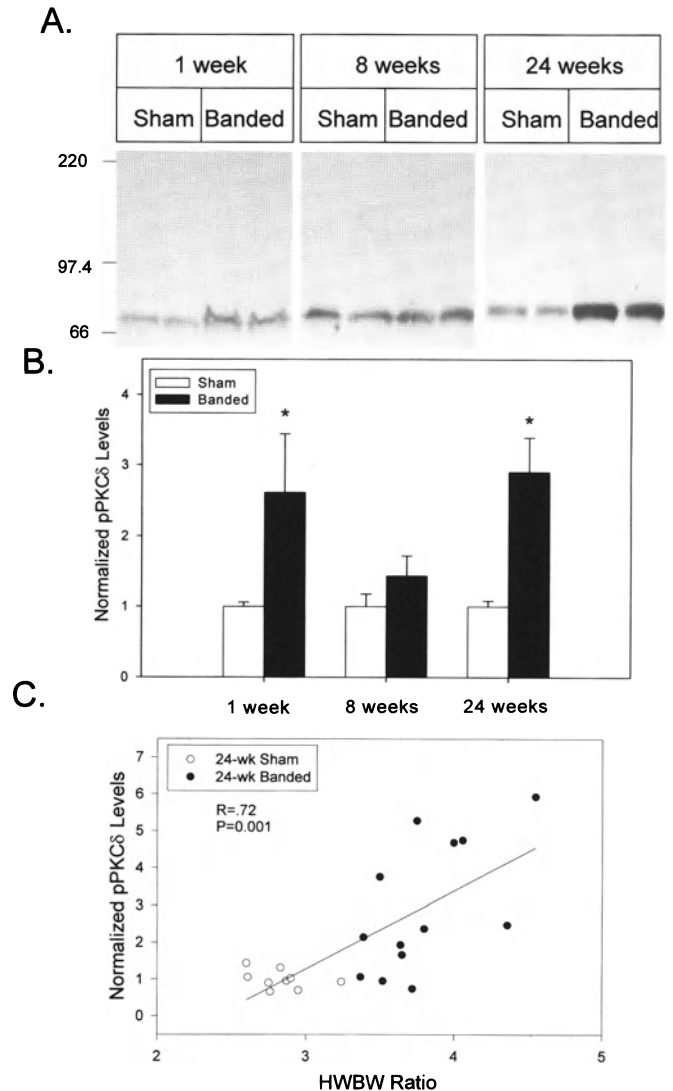 A.
1 week 8 weeks 24 weeks
Sham Banded Sham Banded Sham Banded
220
97.4
66
B.
Sham
Banded
Normalized pPKCδ Levels
4
3
2
1
0
*
*
1 week 8 weeks 24 weeks
C.
24-wk Sham
24-wk Banded
R=.72
P=0.001
Normalized pPKCδ Levels
7
6
5
4
3
2
1
0
2 3 4 5
HWBW Ratio